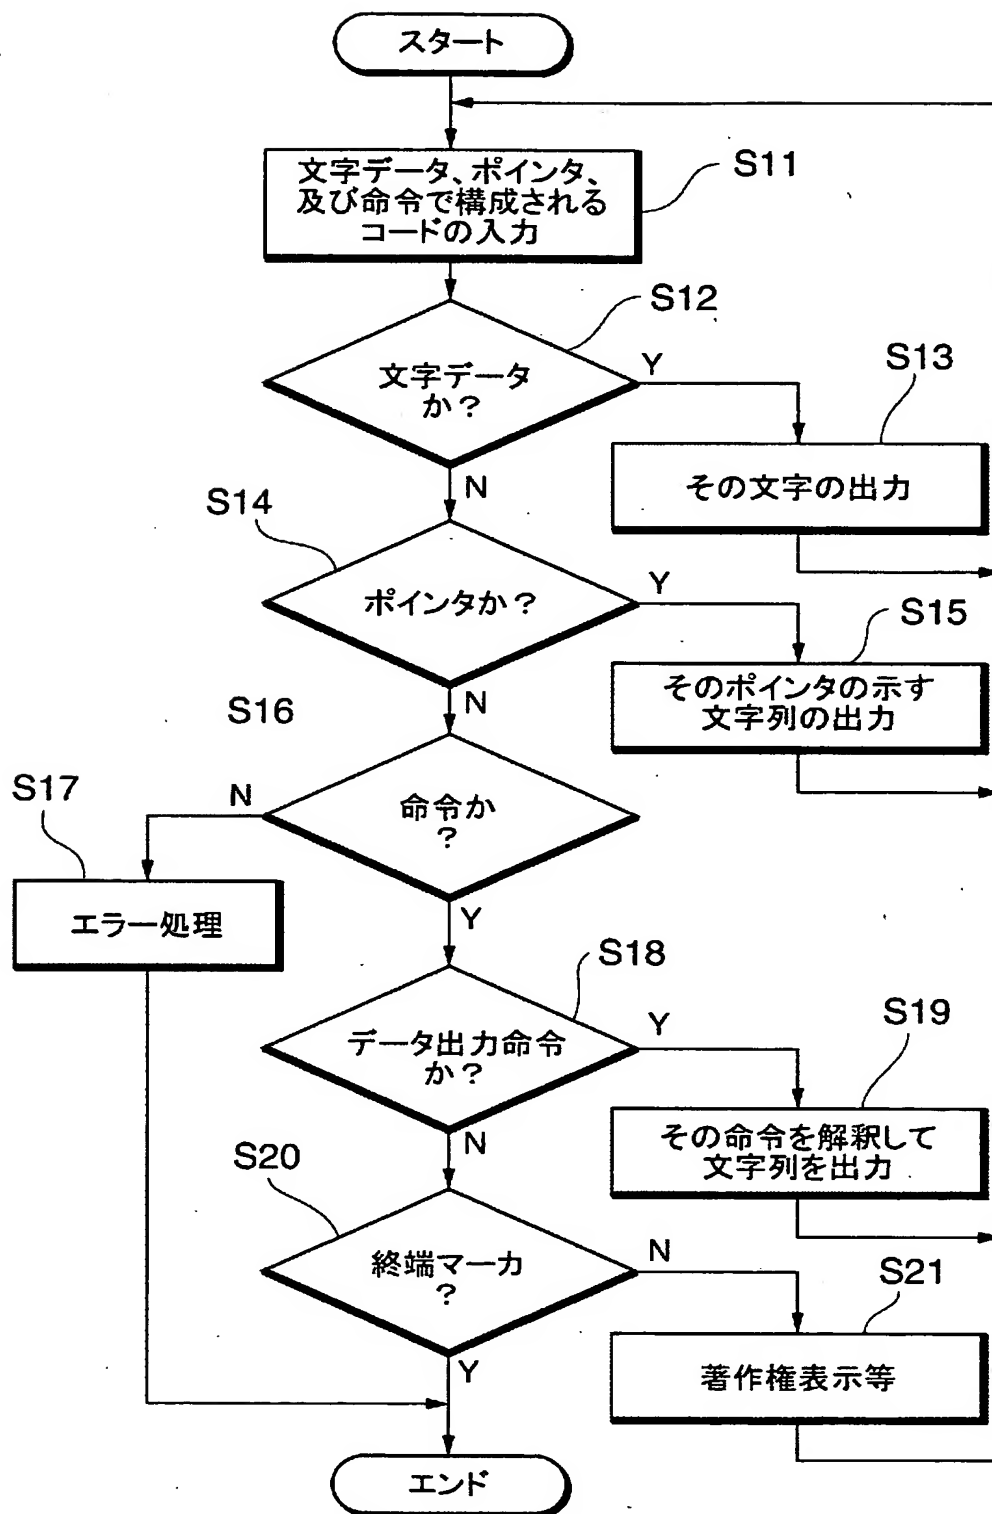 スタート
文字データ、ポインタ、
及び命令で構成される
コードの入力
S11
S12
文字データ
か?
Y
N
S13
その文字の出力
S14
ポインタか?
Y
N
S15
そのポインタの示す
文字列の出力
S16
命令か
?
N
Y
S17
エラー処理
S18
データ出力命令
か?
Y
N
S19
その命令を解釈して
文字列を出力
S20
終端マーカ
?
N
Y
S21
著作権表示等
エンド